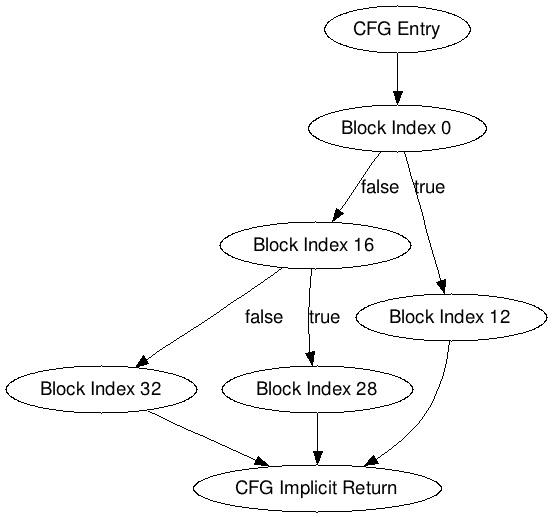 CFG Entry
Block Index 0
false
true
Block Index 16
Block Index 12
false
true
Block Index 32
Block Index 28
CFG Implicit Return